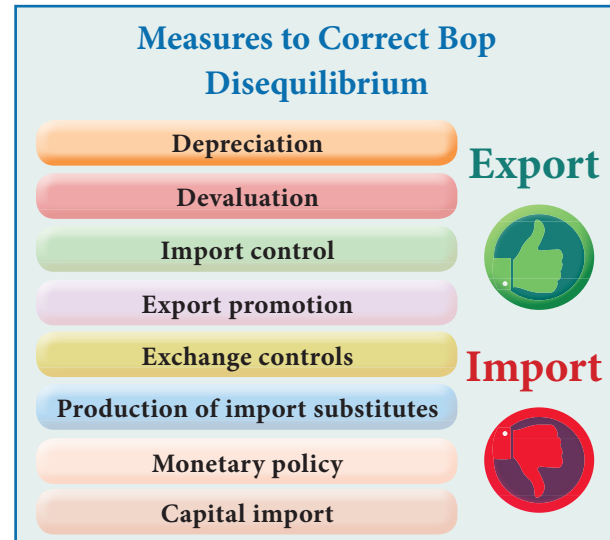 Measures to Correct Bop
Disequilibrium
Depreciation
Devaluation
Import control
Export promotion
Exchange controls
Production of import substitutes
Monetary policy
Capital import
Export
Import